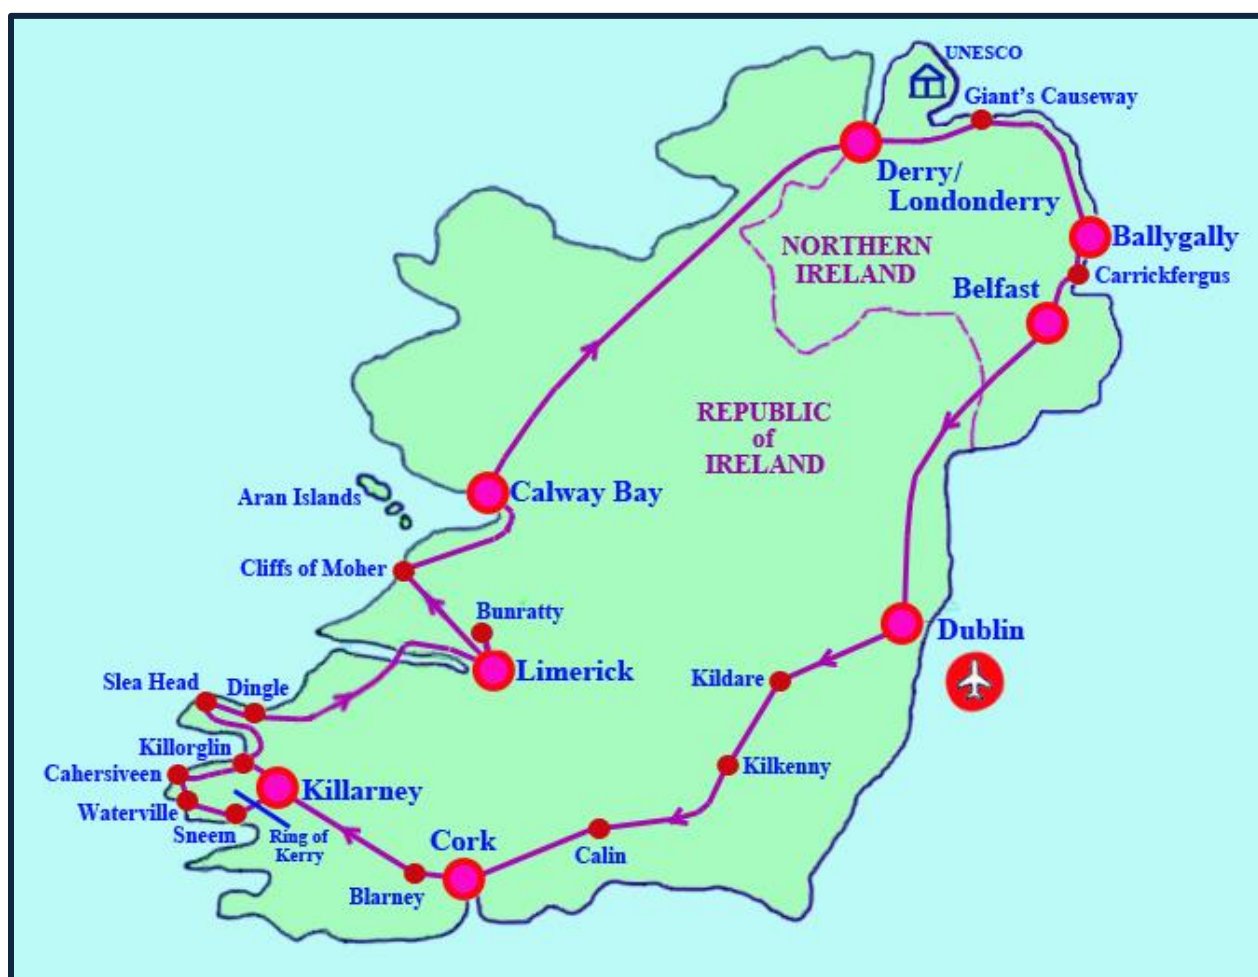 UNESCO
Giant's Causeway
Derry/
Londonderry
Ballygally
NORTHERN
IRELAND
Carrickfergus
Belfast
REPUBLIC
of
IRELAND
Aran Islands
Calway Bay
Cliffs of Moher
Bunratty
Dublin
Limerick
Kildare
Slea Head
Dingle
Killorglin
Kilkenny
Cahersiveen
Killarney
Waterville
Sneem
Ring of
Kerry
Cork
Calin
Blarney